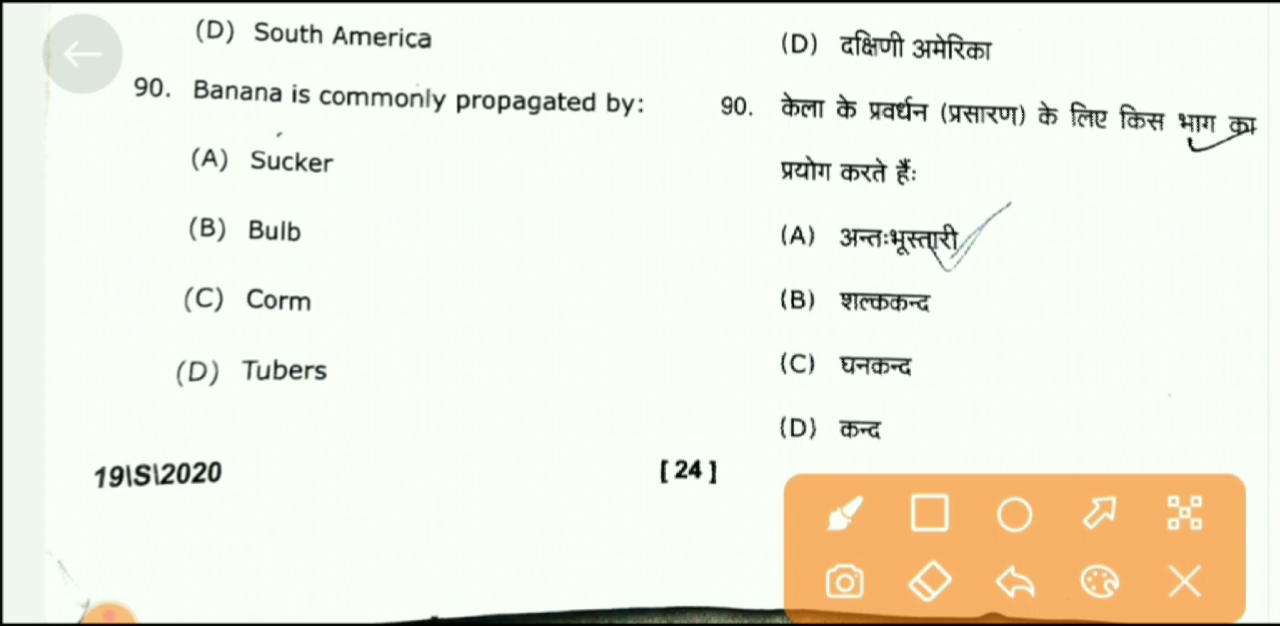 (D) South America
90. Banana is commonly propagated by:
(A) Sucker
(B) Bulb
(C) Corm
(D) Tubers
19\S\2020
(D) दक्षिणी अमेरिका
90. केला के प्रवर्धन (प्रसारण) के लिए किस भाग का
प्रयोग करते हैं:
(A) अन्तःभूस्तारी
(B) शल्ककन्द
(C) घनकन्द
(D) कन्द
[ 24 ]